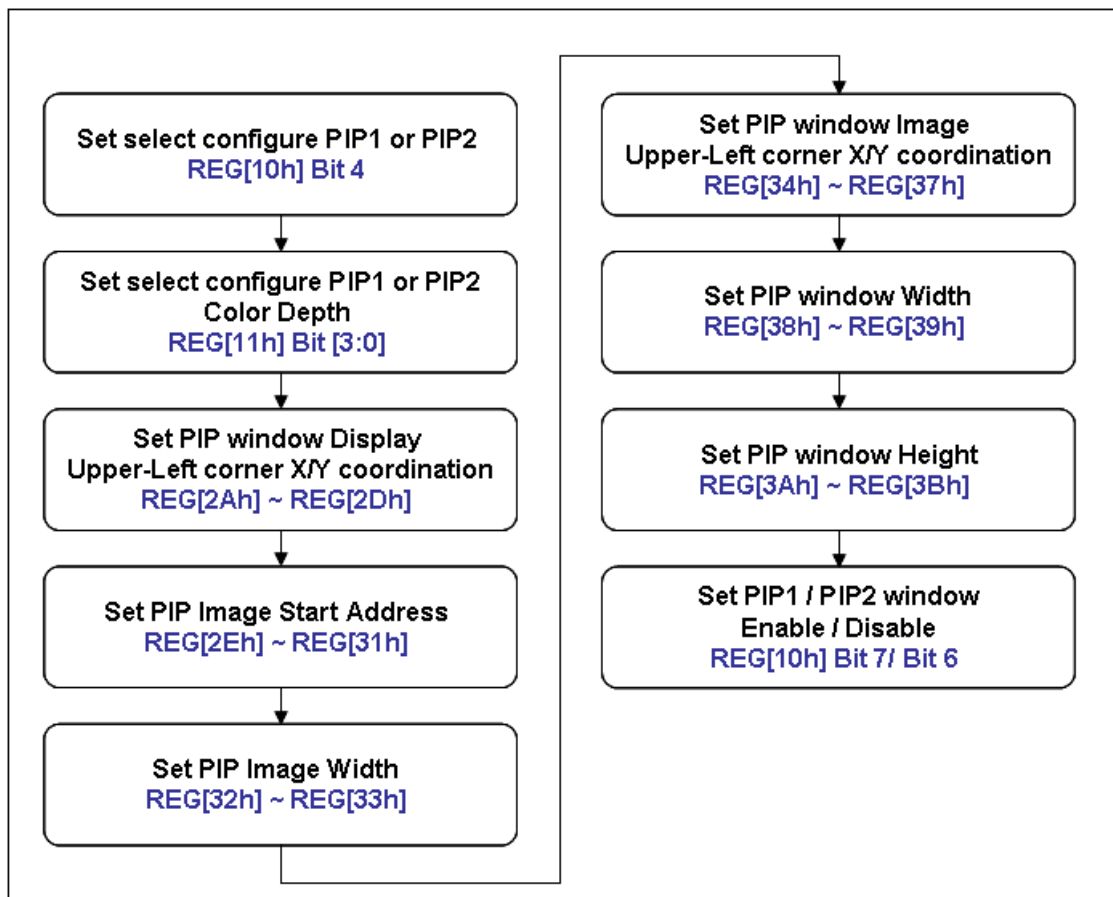 Set select configure PIP1 or PIP2
REG[10h] Bit 4
Set select configure PIP1 or PIP2
Color Depth
REG[11h] Bit [3:0]
Set PIP window Display
Upper-Left corner X/Y coordination
REG[2Ah] ~ REG[2Dh]
Set PIP Image Start Address
REG[2Eh] ~ REG[31h]
Set PIP Image Width
REG[32h] ~ REG[33h]
Set PIP window Image
Upper-Left corner X/Y coordination
REG[34h] ~ REG[37h]
Set PIP window Width
REG[38h] ~ REG[39h]
Set PIP window Height
REG[3Ah] ~ REG[3Bh]
Set PIP1 / PIP2 window
Enable / Disable
REG[10h] Bit 7/ Bit 6